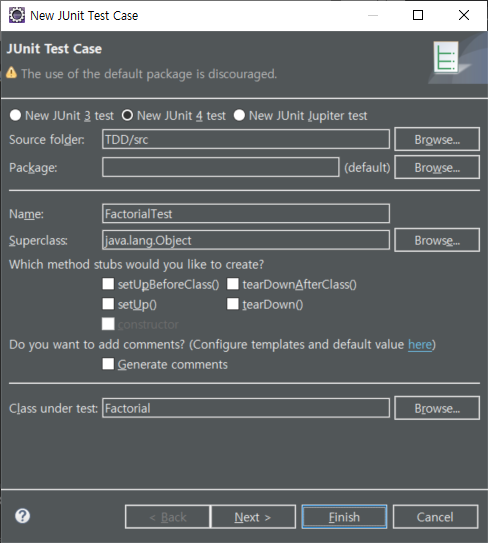 New JUnit Test Case
JUnit Test Case
The use of the default package is discouraged.
New JUnit 3 test New JUnit 4 test New JUnit Jupiter test
Source folder: TDD/src Browse...
Package: (default) Browse...
Name: FactorialTest
Superclass: java.lang.Object Browse...
Which method stubs would you like to create?
setUpBeforeClass() tearDownAfterClass()
setUp() tearDown()
constructor
Do you want to add comments? (Configure templates and default value here)
Generate comments
Class under test: Factorial Browse...
? < Back Next > Finish Cancel